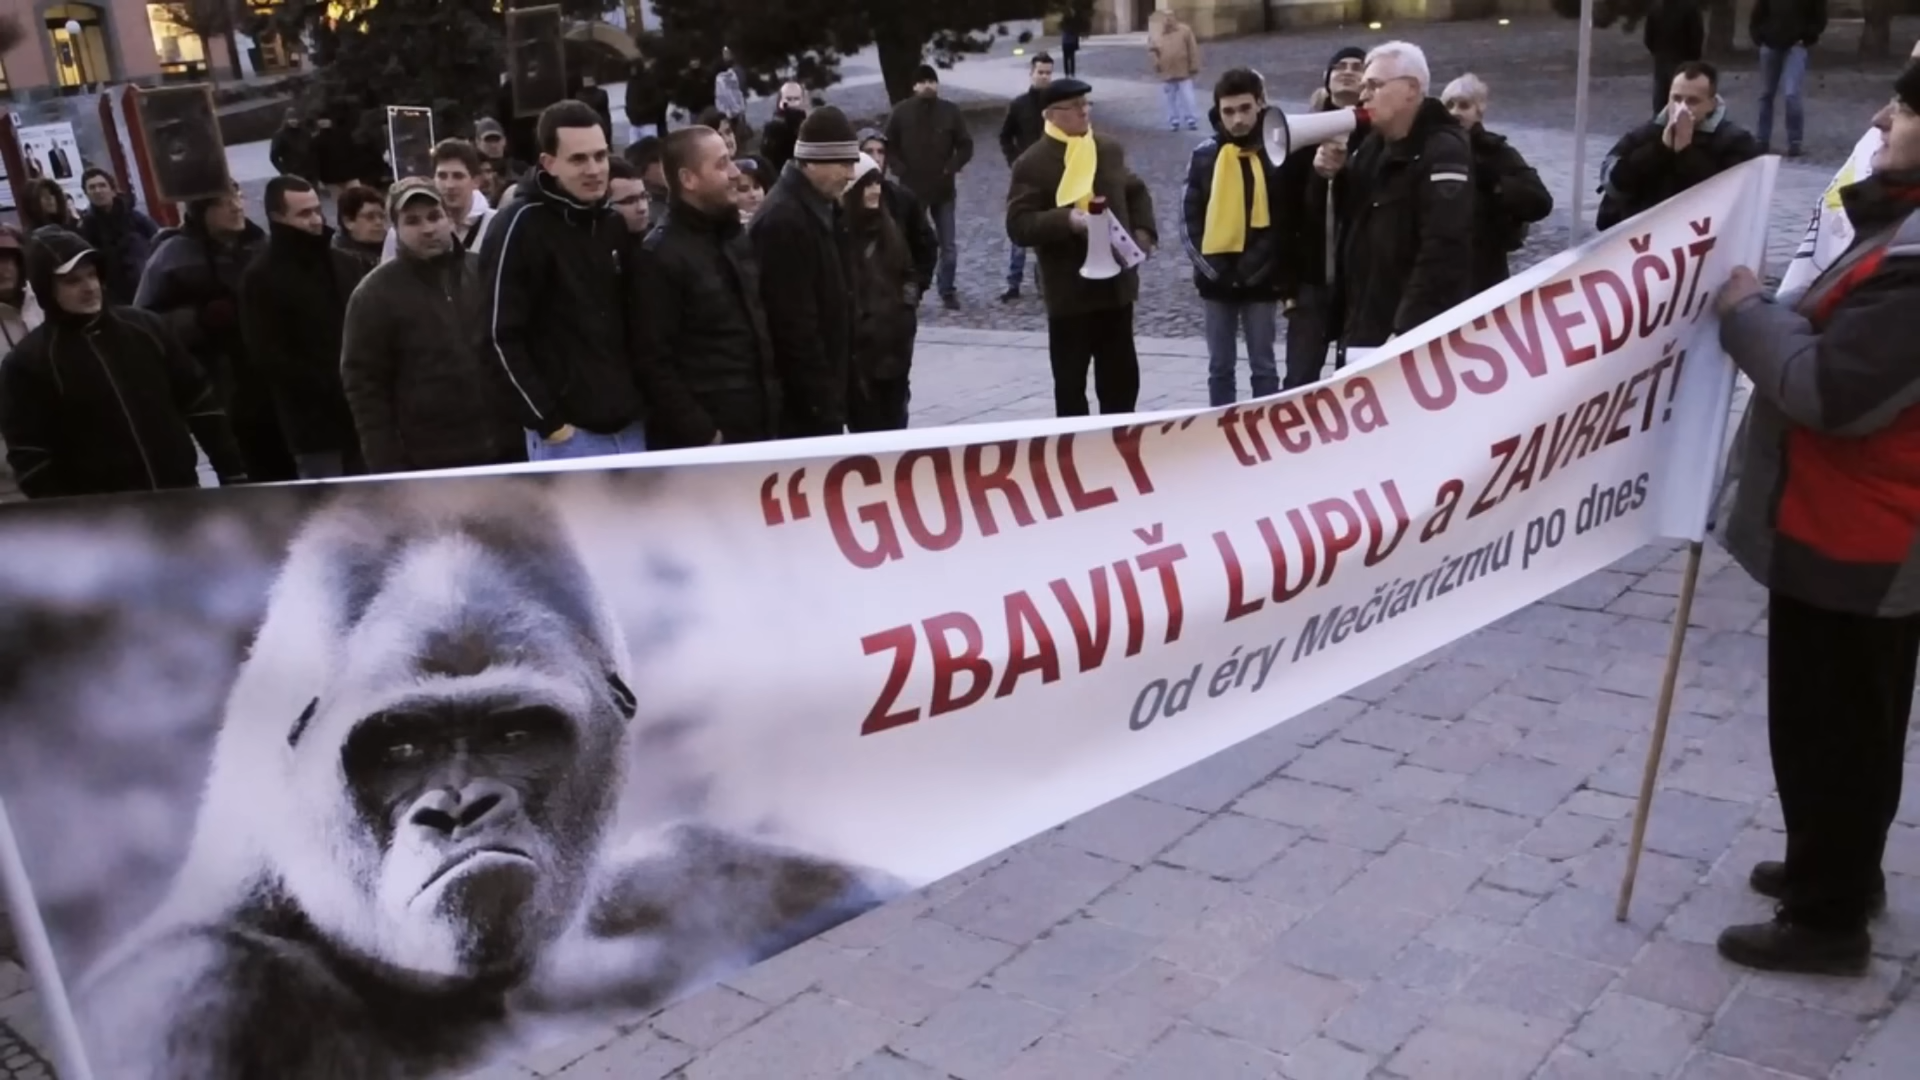 “GORILY” treba USVEDČIŤ,
ZBAVIŤ LUPU a ZAVRIEŤ!
Od éry Mečiarizmu po dnes